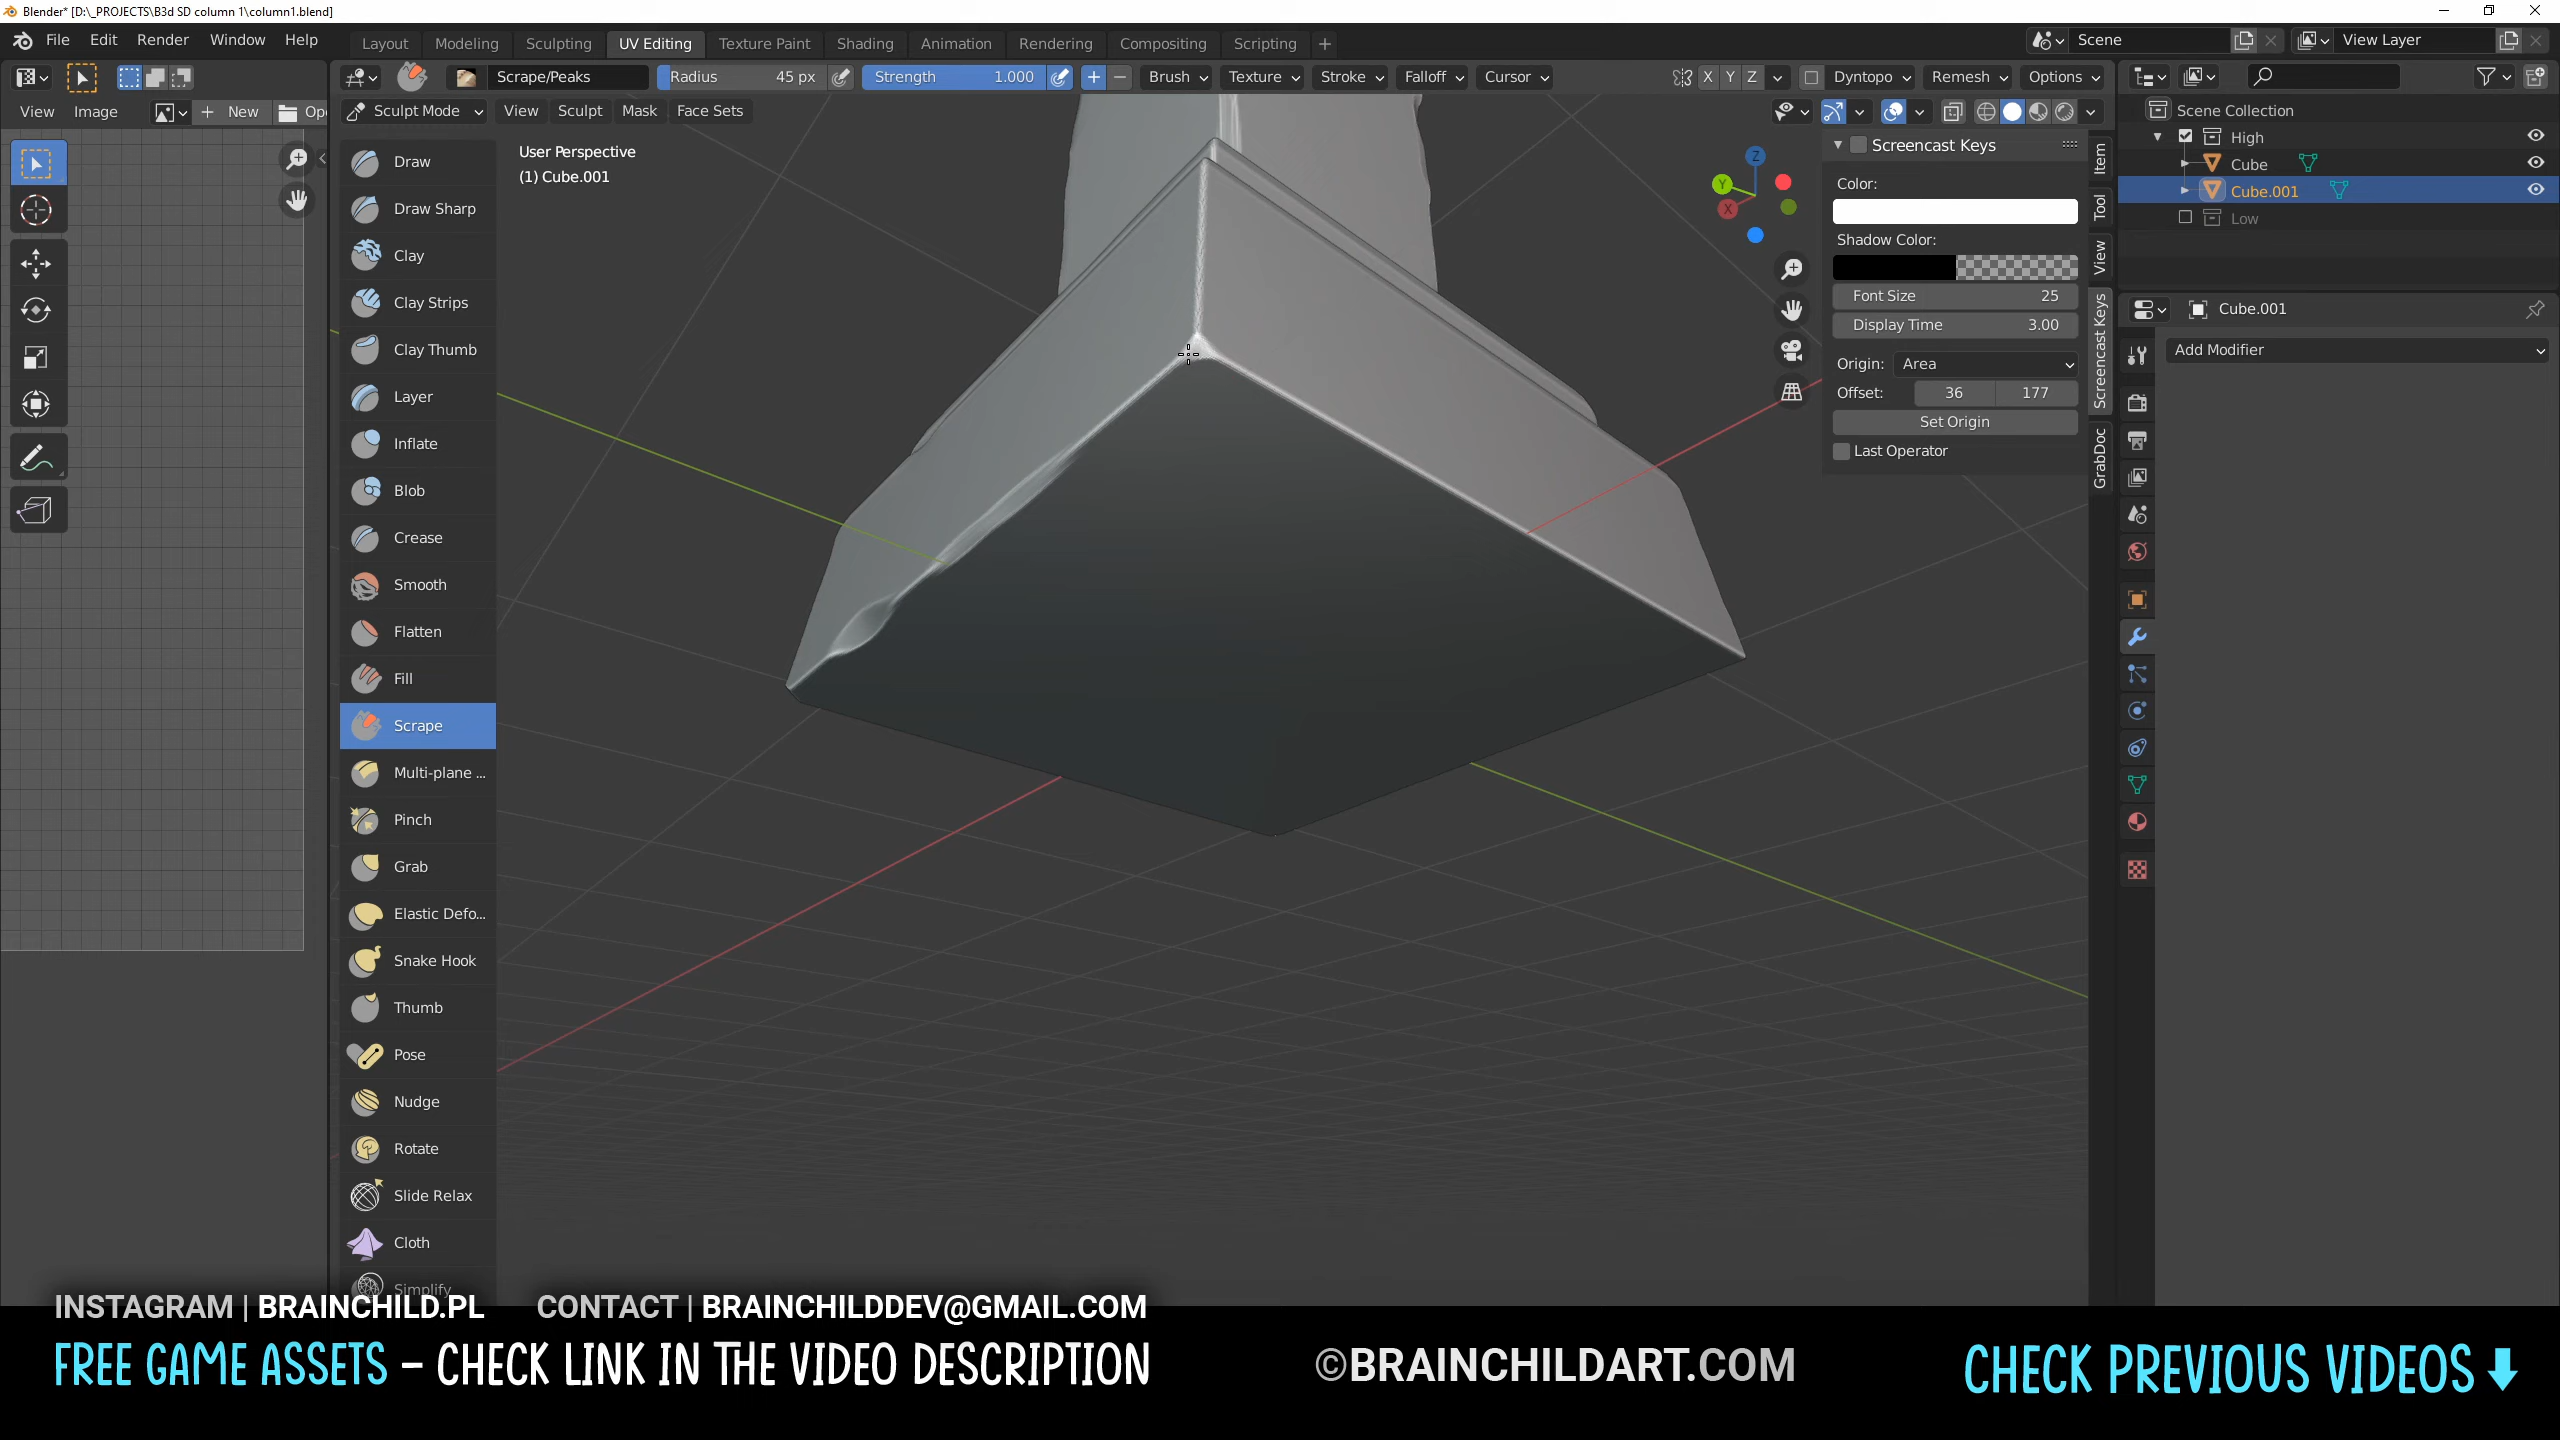 Blender* [D:\_PROJECTS\B3d SD column 1\column1.blend]
File Edit Render Window Help Layout Modeling Sculpting UV Editing Texture Paint Shading Animation Rendering Compositing Scripting Scene View Layer
Scrape/Peaks Radius 45 px Strength 1.000 Brush Texture Stroke Falloff Cursor X Y Z Dyntopo Remesh Options
View Image New Op Sculpt Mode View Sculpt Mask Face Sets
User Perspective
(1) Cube.001
Draw
Draw Sharp
Clay
Clay Strips
Clay Thumb
Layer
Inflate
Blob
Crease
Smooth
Flatten
Fill
Scrape
Multi-plane ...
Pinch
Grab
Elastic Defo...
Snake Hook
Thumb
Pose
Nudge
Rotate
Slide Relax
Cloth
Simplify
Z
Y
X
Screencast Keys
Color:
Shadow Color:
Font Size 25
Display Time 3.00
Origin: Area
Offset: 36 177
Set Origin
Last Operator
Item
Tool
View
Screencast Keys
GrabDoc
Scene Collection
High
Cube
Cube.001
Low
Cube.001
Add Modifier
INSTAGRAM | BRAINCHILD.PL CONTACT | BRAINCHILDDEV@GMAIL.COM
FREE GAME ASSETS – CHECK LINK IN THE VIDEO DESCRIPTION ©BRAINCHILDART.COM CHECK PREVIOUS VIDEOS